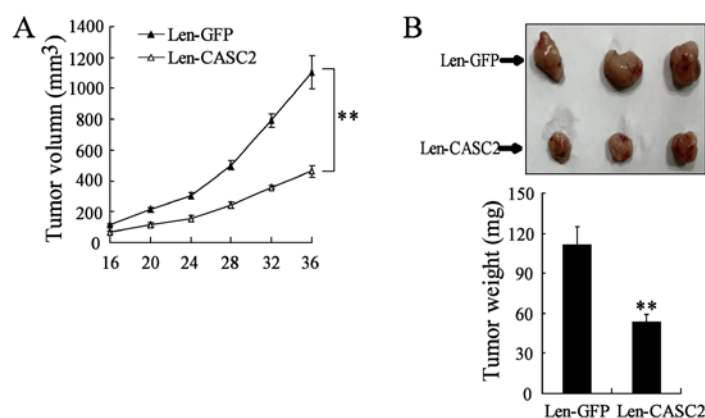 A
Len-GFP
Len-CASC2
Tumor volumn (mm3)
1400
1200
1000
800
600
400
200
0
16 20 24 28 32 36
**
B
Len-GFP
Len-CASC2
Tumor weight (mg)
150
120
90
60
30
0
**
Len-GFP Len-CASC2